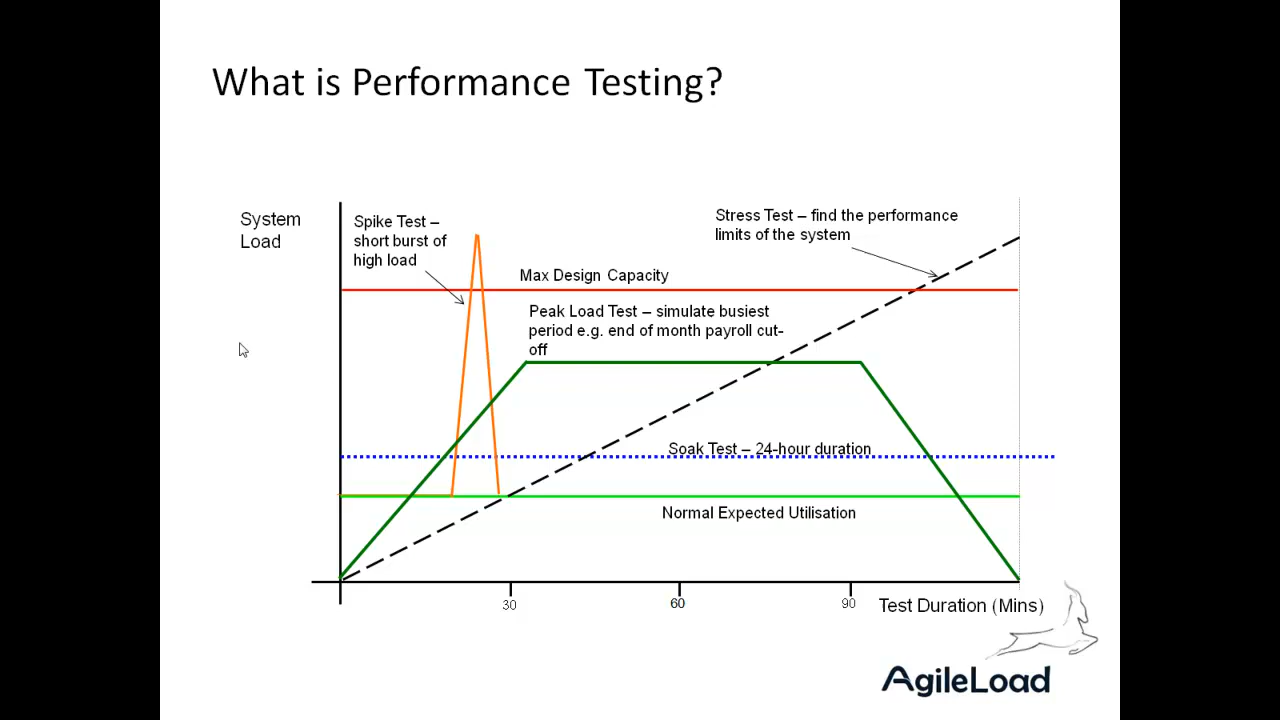 What is Performance Testing?
System
Load
Spike Test –
short burst of
high load
Stress Test – find the performance
limits of the system
Max Design Capacity
Peak Load Test – simulate busiest
period e.g. end of month payroll cut-
off
Soak Test – 24-hour duration
Normal Expected Utilisation
30
60
90
Test Duration (Mins)
AgileLoad